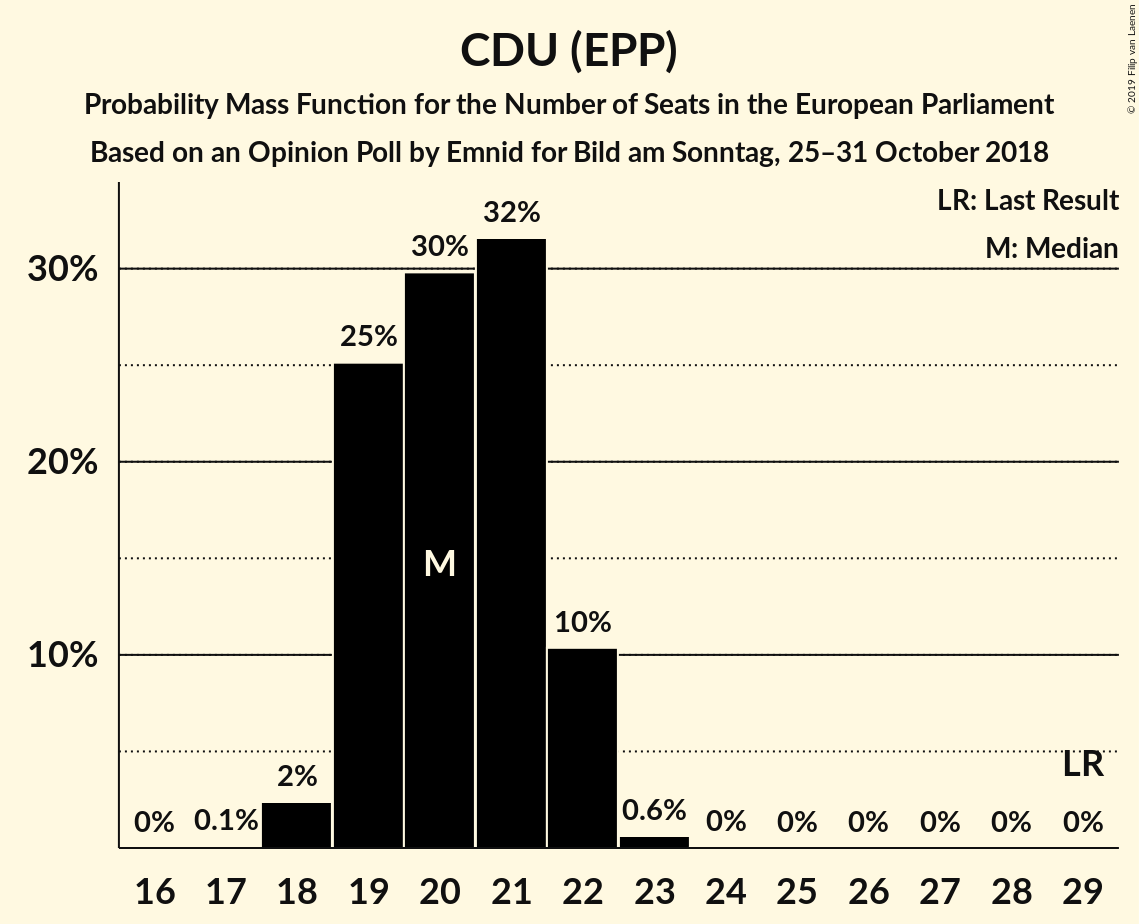 CDU (EPP)
Probability Mass Function for the Number of Seats in the European Parliament
Based on an Opinion Poll by Emnid for Bild am Sonntag, 25–31 October 2018
© 2019 Filip van Laenen
LR: Last Result
M: Median
30%
20%
10%
0%
0.1%
2%
25%
30%
32%
10%
0.6%
0%
0%
0%
0%
0%
0%
M
LR
16 17 18 19 20 21 22 23 24 25 26 27 28 29